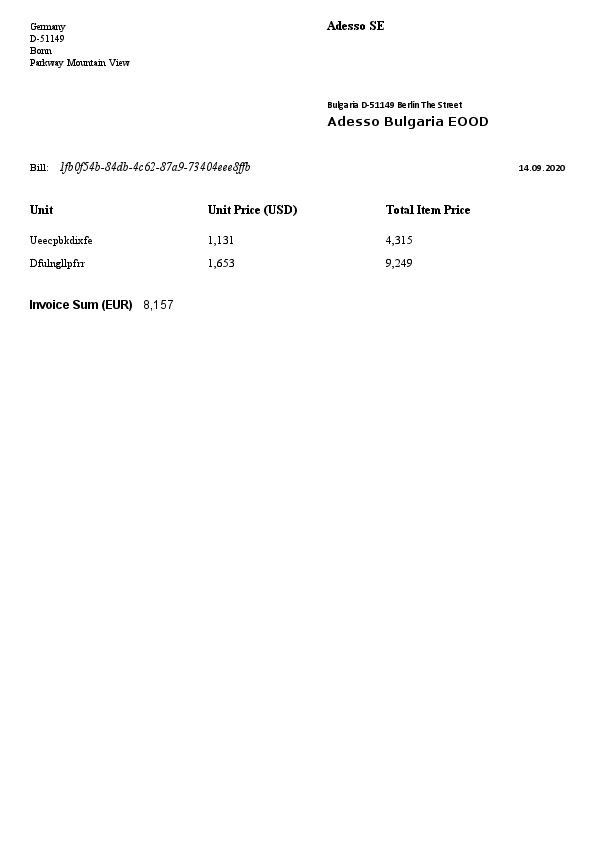 Germany
D-51149
Bonn
Parkway Mountain View
Adesso SE
Bulgaria D-51149 Berlin The Street
Adesso Bulgaria EOOD
Bill: 1fb0f54b-84db-4c62-87a9-73404eee8ffb 14.09.2020
Unit Unit Price (USD) Total Item Price
Ueecpbkdixfe 1,131 4,315
Dfulngllpfrr 1,653 9,249
Invoice Sum (EUR) 8,157